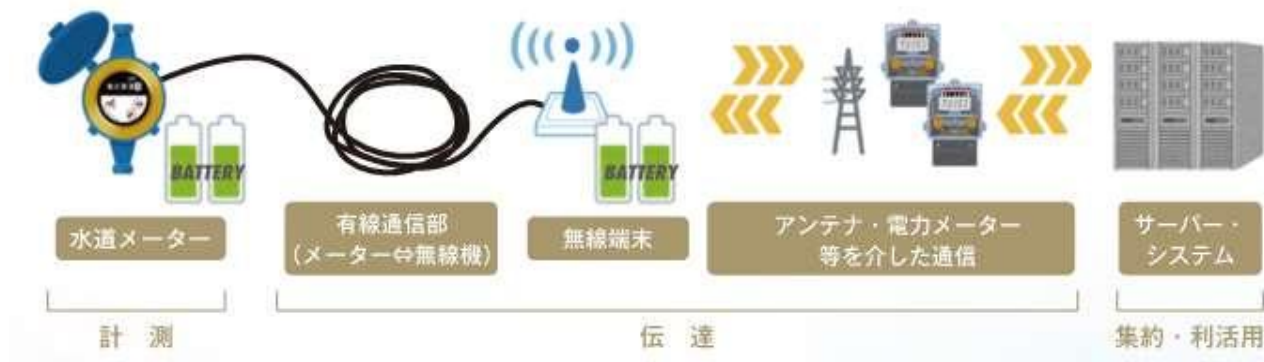 BATTERY
BATTERY
水道メーター
有線通信部
(メーター⇔無線機)
無線端末
アンテナ・電力メーター
等を介した通信
サーバー・
システム
計 測
伝 達
集約・利活用